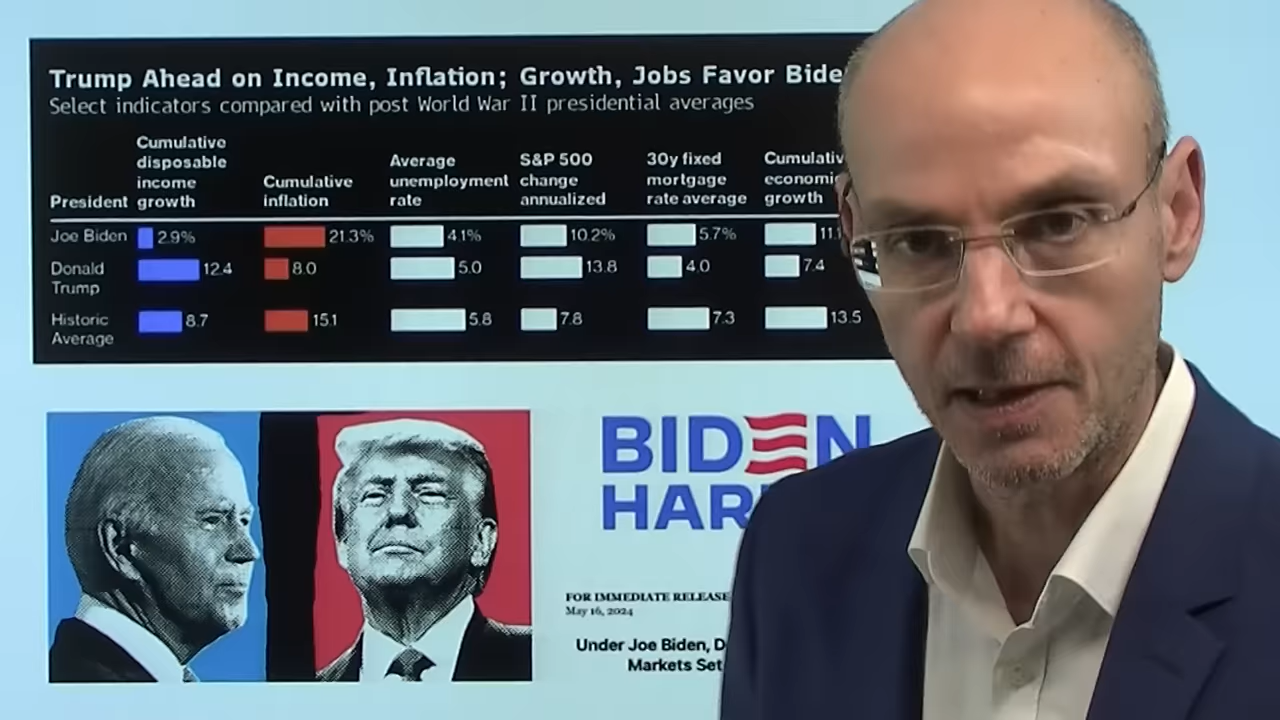 Trump Ahead on Income, Inflation; Growth, Jobs Favor Bide
Select indicators compared with post World War II presidential averages
President
Cumulative
disposable
income
growth
Cumulative
inflation
Average
unemployment
rate
S&P 500
change
annualized
30y fixed
mortgage
rate average
Cumulativ
economic
growth
Joe Biden 2.9% 21.3% 4.1% 10.2% 5.7% 11.1
Donald
Trump 12.4 8.0 5.0 13.8 4.0 7.4
Historic
Average 8.7 15.1 5.8 7.8 7.3 13.5
BIDEN
HAR
FOR IMMEDIATE RELEASE
May 16, 2024
Under Joe Biden, D
Markets Set